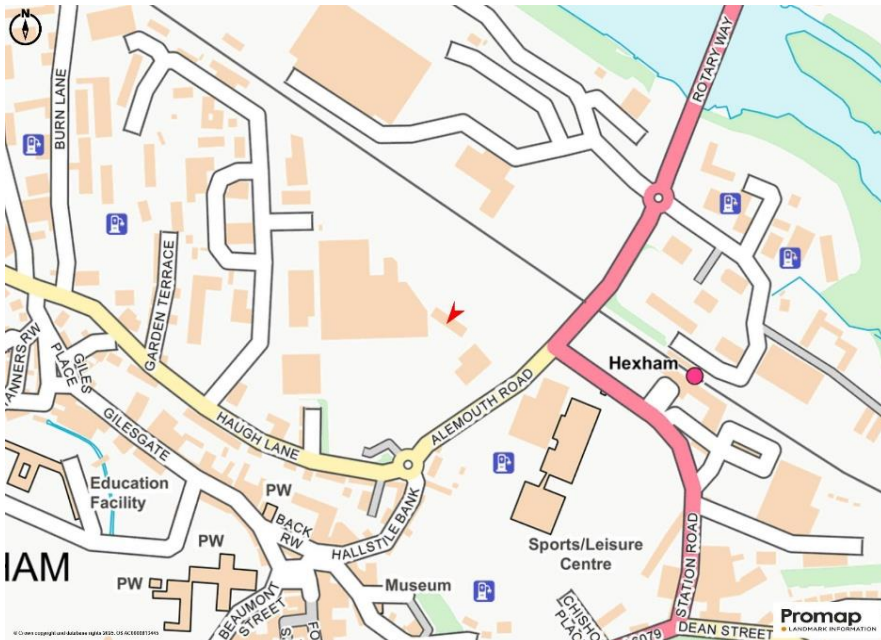 N
ROTARY WAY
BURN LANE
GARDEN TERRACE
TANNERS RW
GILES
PLACE
GILESGATE
HAUGH LANE
ALEMOUTH ROAD
Hexham
Education
Facility
PW
BACK
RW
HALLSTILE BANK
PW
HAM
PW
Museum
BEAUMONT
STREET
Sports/Leisure
Centre
STATION ROAD
CHISHO
PLAC
6079
DEAN STREET
Promap
LANDMARK INFORMATION